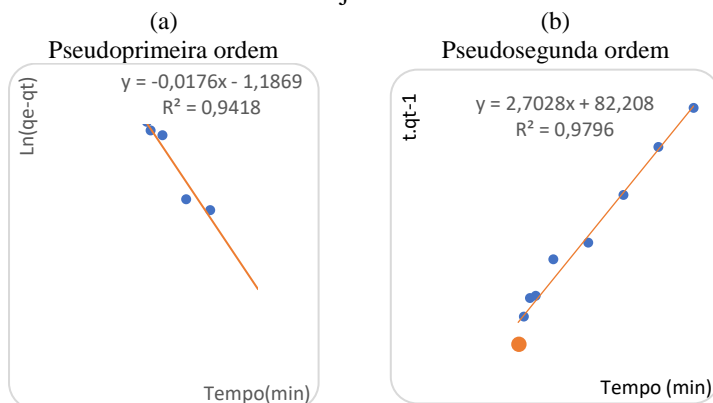 (a)
Pseudoprimeira ordem
Ln(qe-qt)
y = -0,0176x - 1,1869
R² = 0,9418
Tempo(min)
(b)
Pseudosegunda ordem
t.qt-1
y = 2,7028x + 82,208
R² = 0,9796
Tempo (min)